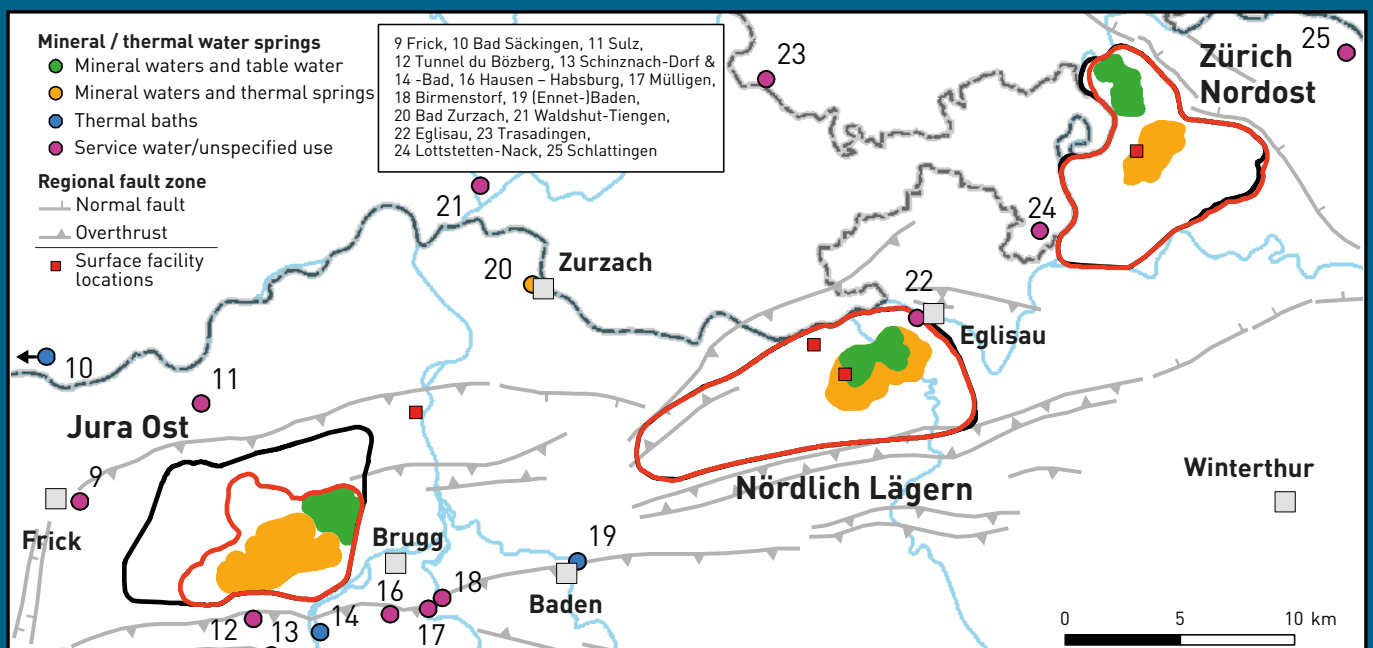 Mineral / thermal water springs
Mineral waters and table water
Mineral waters and thermal springs
Thermal baths
Service water/unspecified use
Regional fault zone
Normal fault
Overthrust
Surface facility
locations
9 Frick, 10 Bad Säckingen, 11 Sulz,
12 Tunnel du Bözberg, 13 Schinznach-Dorf &
14 -Bad, 16 Hausen – Habsburg, 17 Mülligen,
18 Birmenstorf, 19 (Ennet-)Baden,
20 Bad Zurzach, 21 Waldshut-Tiengen,
22 Eglisau, 23 Trasadingen,
24 Lottstetten-Nack, 25 Schlattingen
23
Zürich
Nordost
25
21
24
20
Zurzach
22
Eglisau
10
11
Jura Ost
9
Frick
Nördlich Lägern
Winterthur
Brugg
19
Baden
18
16
17
14
12
13
0
5
10 km